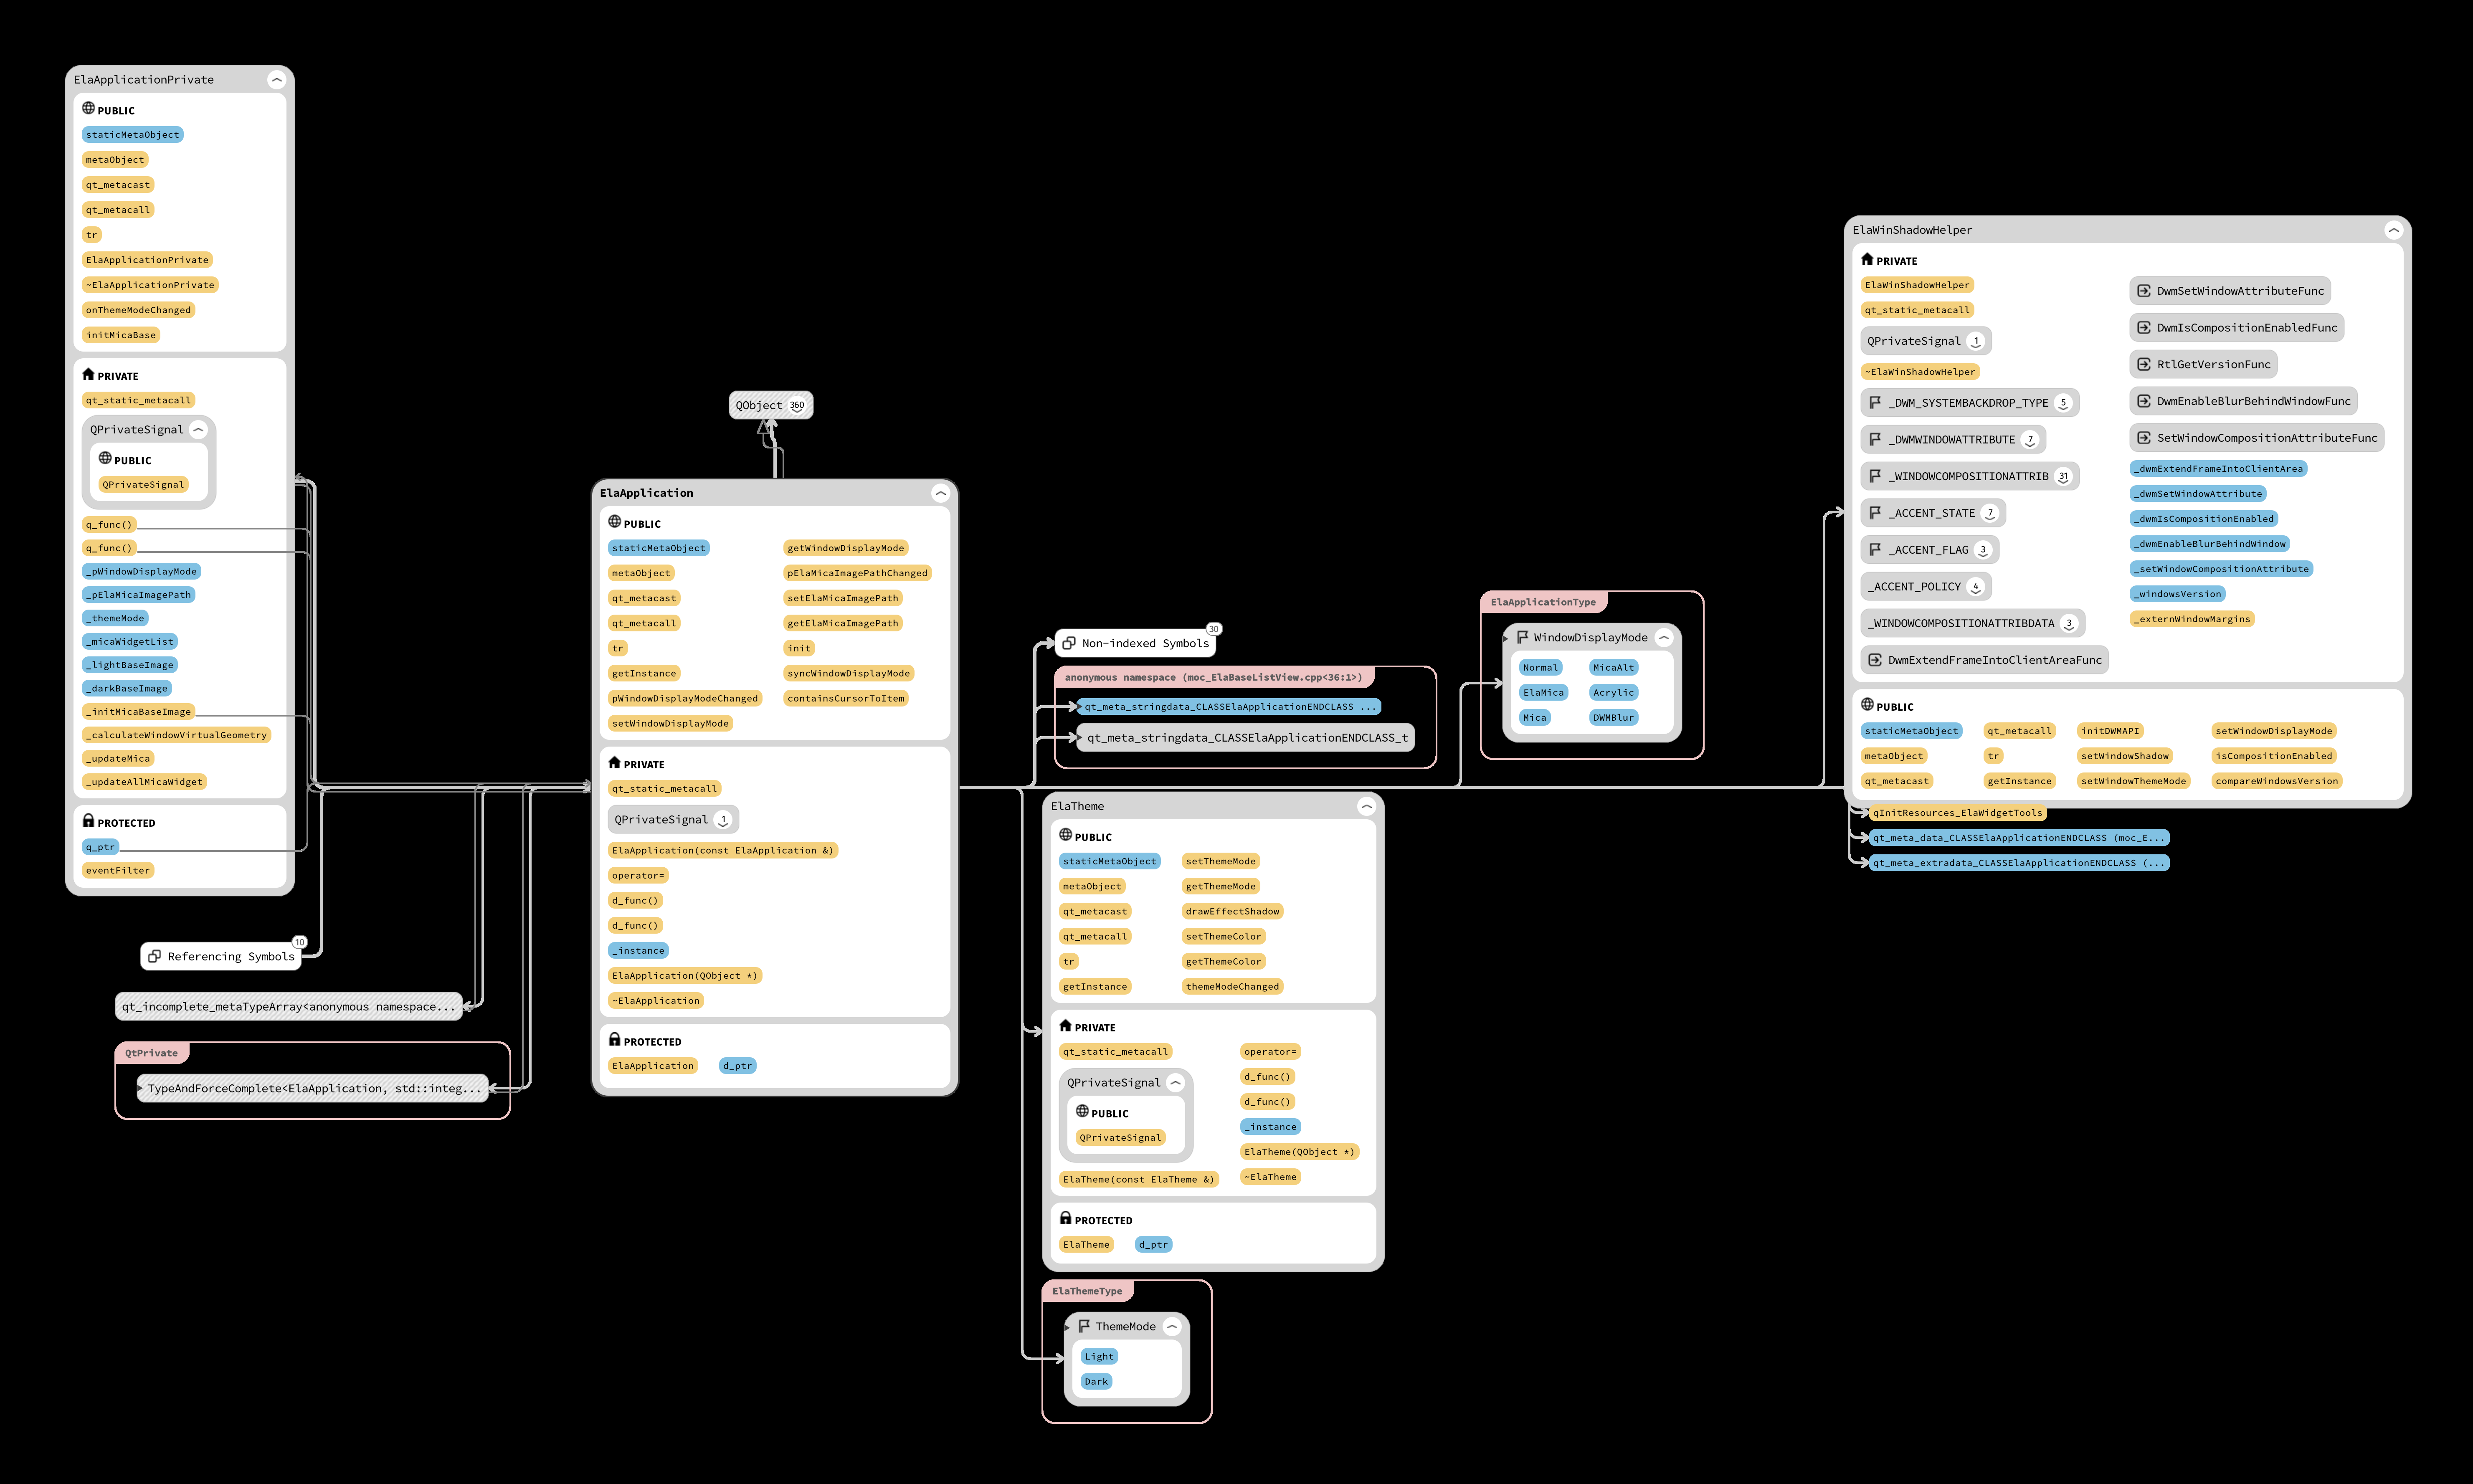 ElaApplicationPrivate
PUBLIC
staticMetaObject
metaObject
qt_metacast
qt_metacall
tr
ElaApplicationPrivate
~ElaApplicationPrivate
onThemeModeChanged
initMicaBase
PRIVATE
qt_static_metacall
QPrivateSignal
PUBLIC
QPrivateSignal
q_func()
q_func()
_pWindowDisplayMode
_pElaMicaImagePath
_themeMode
_micaWidgetList
_lightBaseImage
_darkBaseImage
_initMicaBaseImage
_calculateWindowVirtualGeometry
_updateMica
_updateAllMicaWidget
PROTECTED
q_ptr
eventFilter
Referencing Symbols 10
qt_incomplete_metaTypeArray<anonymous namespace...
QtPrivate
TypeAndForceComplete<ElaApplication, std::integ...
QObject 360
ElaApplication
PUBLIC
staticMetaObject
metaObject
qt_metacast
qt_metacall
tr
getInstance
pWindowDisplayModeChanged
setWindowDisplayMode
getWindowDisplayMode
pElaMicaImagePathChanged
setElaMicaImagePath
getElaMicaImagePath
init
syncWindowDisplayMode
containsCursorToItem
PRIVATE
qt_static_metacall
QPrivateSignal 1
ElaApplication(const ElaApplication &)
operator=
d_func()
d_func()
_instance
ElaApplication(QObject *)
~ElaApplication
PROTECTED
ElaApplication d_ptr
Non-indexed Symbols 30
anonymous namespace (moc_ElaBaseListView.cpp<36:1>)
qt_meta_stringdata_CLASSElaApplicationENDCLASS ...
qt_meta_stringdata_CLASSElaApplicationENDCLASS_t
ElaTheme
PUBLIC
staticMetaObject
metaObject
qt_metacast
qt_metacall
tr
getInstance
setThemeMode
getThemeMode
drawEffectShadow
setThemeColor
getThemeColor
themeModeChanged
PRIVATE
qt_static_metacall
QPrivateSignal
PUBLIC
QPrivateSignal
ElaTheme(const ElaTheme &)
operator=
d_func()
d_func()
_instance
ElaTheme(QObject *)
~ElaTheme
PROTECTED
ElaTheme d_ptr
ElaThemeType
ThemeMode
Light
Dark
ElaApplicationType
WindowDisplayMode
Normal
ElaMica
Mica
MicaAlt
Acrylic
DWMBlur
ElaWinShadowHelper
PRIVATE
ElaWinShadowHelper
qt_static_metacall
QPrivateSignal 1
~ElaWinShadowHelper
_DWM_SYSTEMBACKDROP_TYPE 5
_DWMWINDOWATTRIBUTE 7
_WINDOWCOMPOSITIONATTRIB 31
_ACCENT_STATE 7
_ACCENT_FLAG 3
_ACCENT_POLICY 4
_WINDOWCOMPOSITIONATTRIBDATA 3
DwmExtendFrameIntoClientAreaFunc
DwmSetWindowAttributeFunc
DwmIsCompositionEnabledFunc
RtlGetVersionFunc
DwmEnableBlurBehindWindowFunc
SetWindowCompositionAttributeFunc
_dwmExtendFrameIntoClientArea
_dwmSetWindowAttribute
_dwmIsCompositionEnabled
_dwmEnableBlurBehindWindow
_setWindowCompositionAttribute
_windowsVersion
_externWindowMargins
PUBLIC
staticMetaObject
metaObject
qt_metacast
qt_metacall
tr
getInstance
initDWMAPI
setWindowShadow
setWindowThemeMode
setWindowDisplayMode
isCompositionEnabled
compareWindowsVersion
qInitResources_ElaWidgetTools
qt_meta_data_CLASSElaApplicationENDCLASS (moc_E...
qt_meta_extradata_CLASSElaApplicationENDCLASS (...